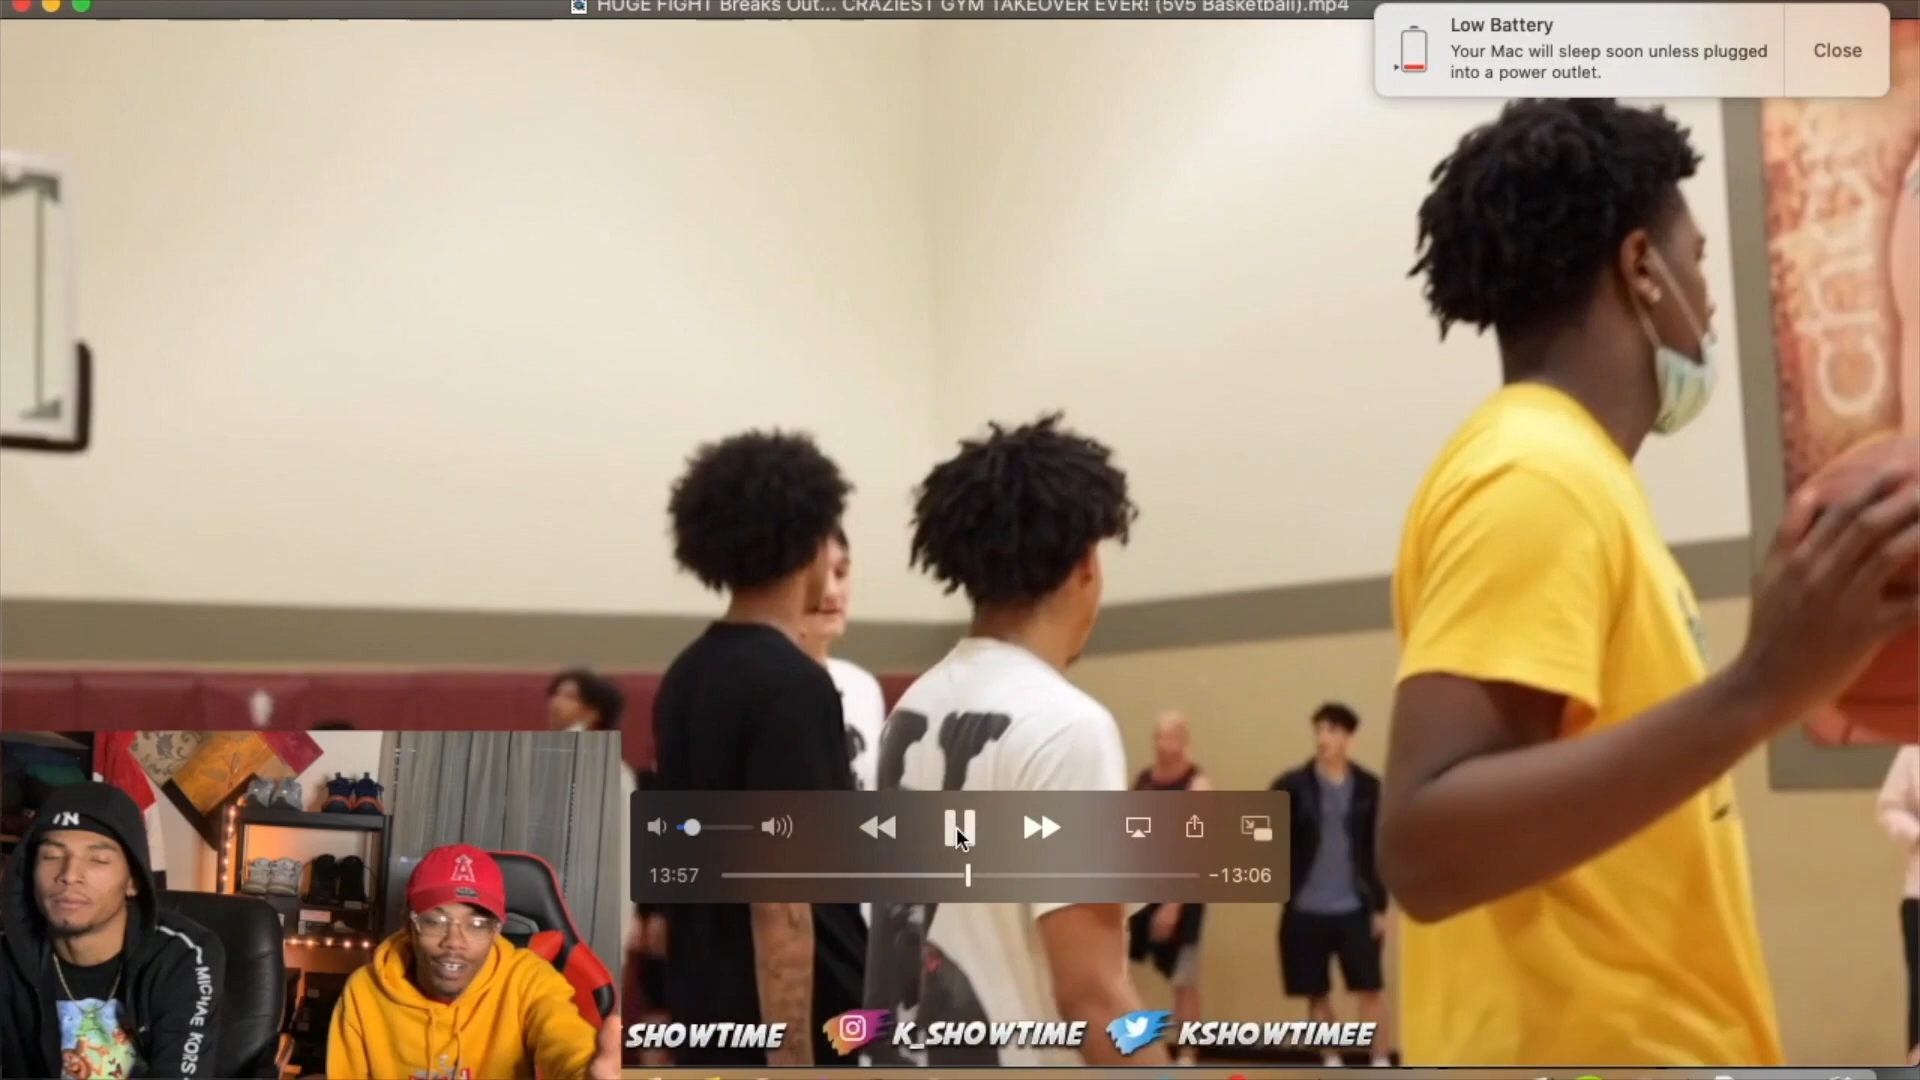 HUGE FIGHT Breaks Out... CRAZIEST GYM TAKEOVER EVER! (5v5 Basketball).mp4
Low Battery
Your Mac will sleep soon unless plugged
into a power outlet.
Close
13:57
-13:06
MICHAEL KORS
A
SHOWTIME
K_SHOWTIME
KSHOWTIMEE